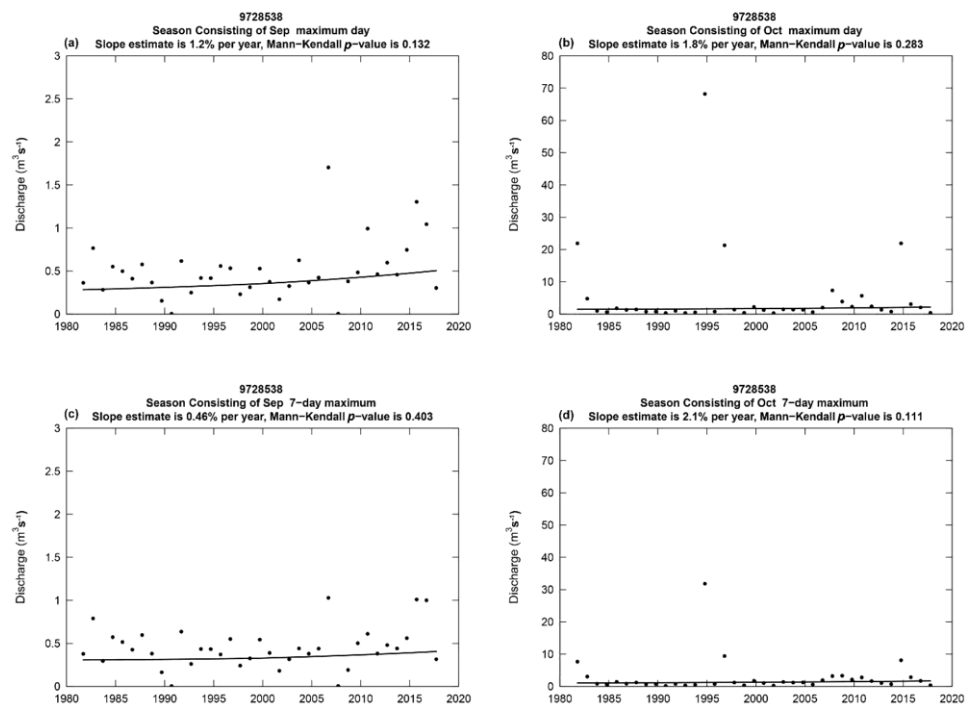 9728538
Season Consisting of Sep maximum day
(a) Slope estimate is 1.2% per year, Mann−Kendall p−value is 0.132
3
2.5
2
1.5
1
0.5
0
Discharge (m³s⁻¹)
1980 1985 1990 1995 2000 2005 2010 2015 2020
9728538
Season Consisting of Oct maximum day
(b) Slope estimate is 1.8% per year, Mann−Kendall p−value is 0.283
80
70
60
50
40
30
20
10
0
Discharge (m³s⁻¹)
1980 1985 1990 1995 2000 2005 2010 2015 2020
9728538
Season Consisting of Sep 7−day maximum
(c) Slope estimate is 0.46% per year, Mann−Kendall p−value is 0.403
3
2.5
2
1.5
1
0.5
0
Discharge (m³s⁻¹)
1980 1985 1990 1995 2000 2005 2010 2015 2020
9728538
Season Consisting of Oct 7−day maximum
(d) Slope estimate is 2.1% per year, Mann−Kendall p−value is 0.111
80
70
60
50
40
30
20
10
0
Discharge (m³s⁻¹)
1980 1985 1990 1995 2000 2005 2010 2015 2020